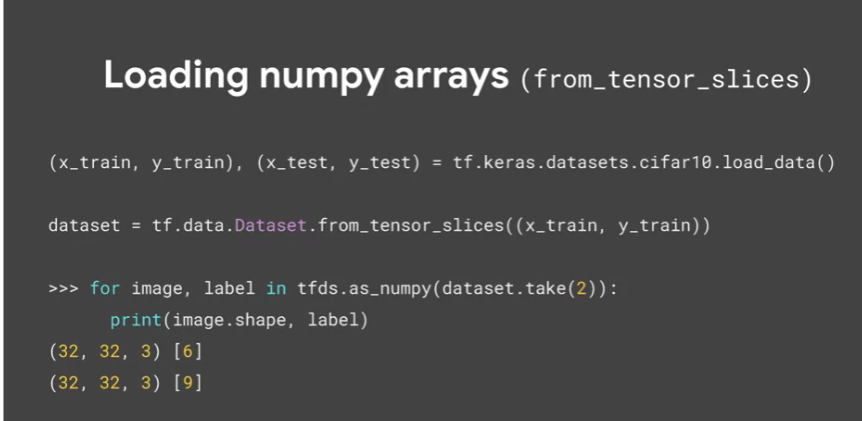 Loading numpy arrays (from_tensor_slices)
(x_train, y_train), (x_test, y_test) = tf.keras.datasets.cifar10.load_data()
dataset = tf.data.Dataset.from_tensor_slices((x_train, y_train))
>>> for image, label in tfds.as_numpy(dataset.take(2)):
print(image.shape, label)
(32, 32, 3) [6]
(32, 32, 3) [9]